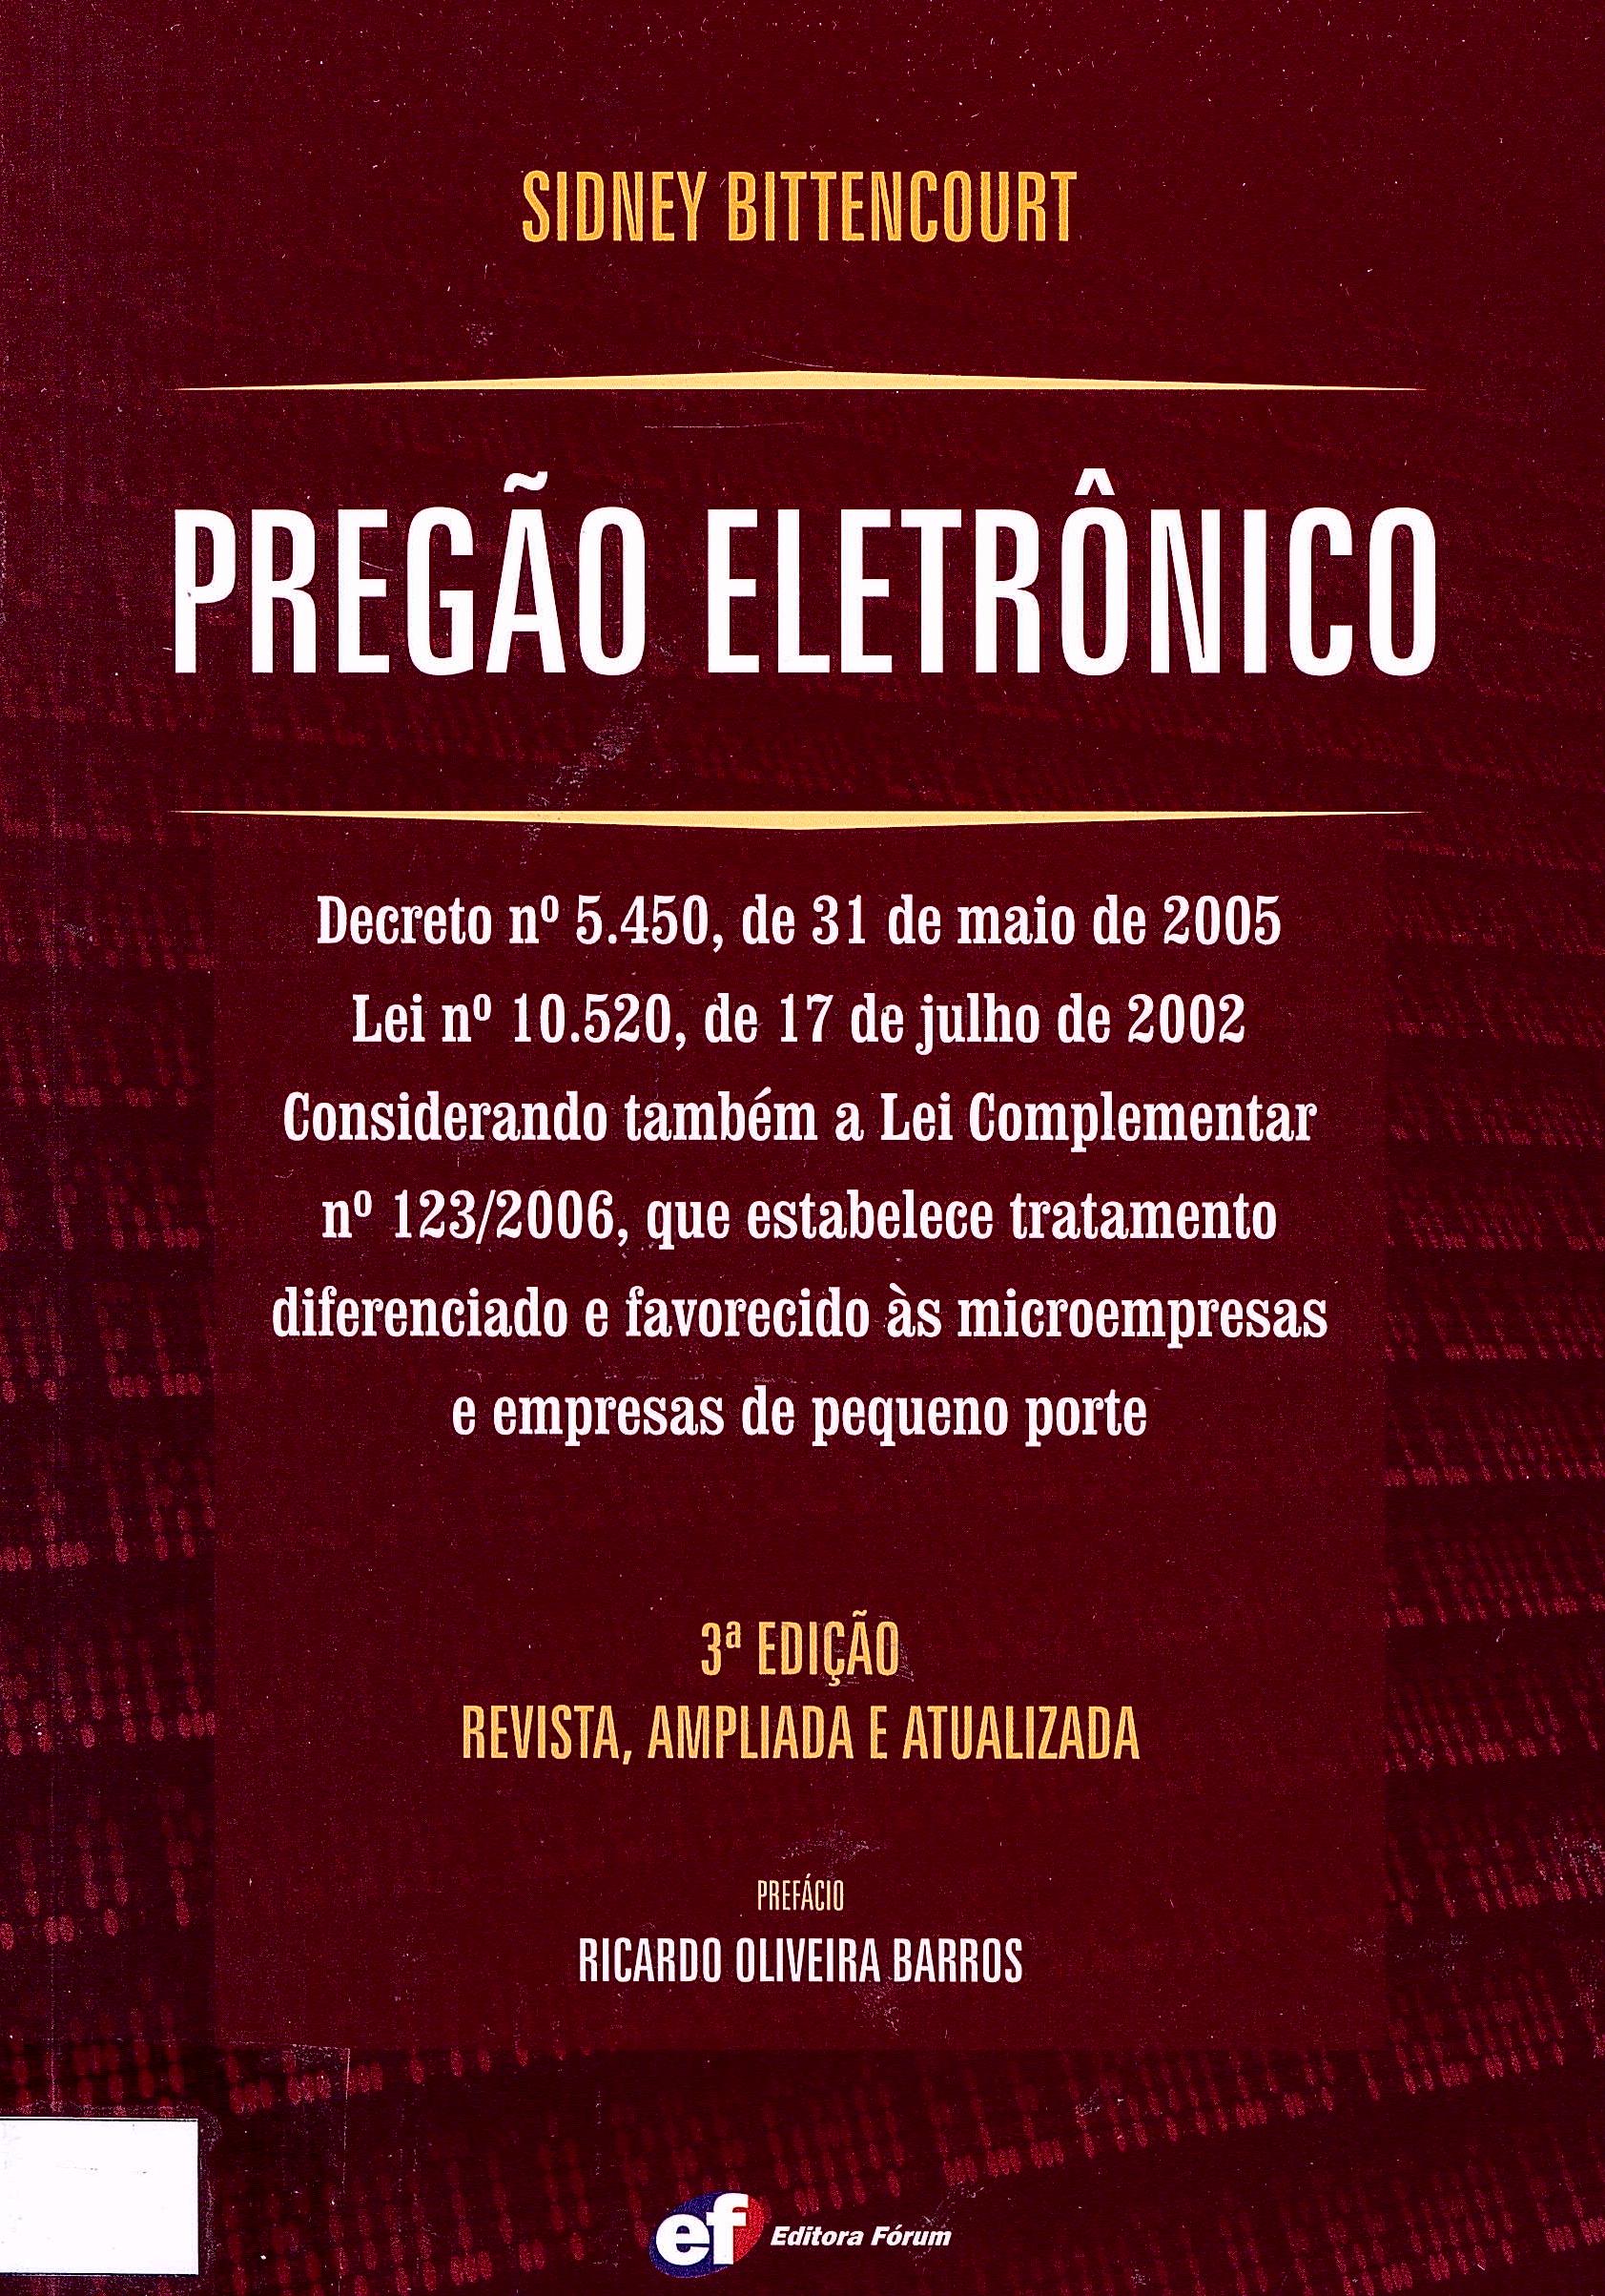 SIDNEY BITTENCOURT
PREGÃO ELETRÔNICO
Decreto nº 5.450, de 31 de maio de 2005
Lei nº 10.520, de 17 de julho de 2002
Considerando também a Lei Complementar
nº 123/2006, que estabelece tratamento
diferenciado e favorecido às microempresas
e empresas de pequeno porte
3ª EDIÇÃO
REVISTA, AMPLIADA E ATUALIZADA
PREFÁCIO
RICARDO OLIVEIRA BARROS
ef Editora Fórum